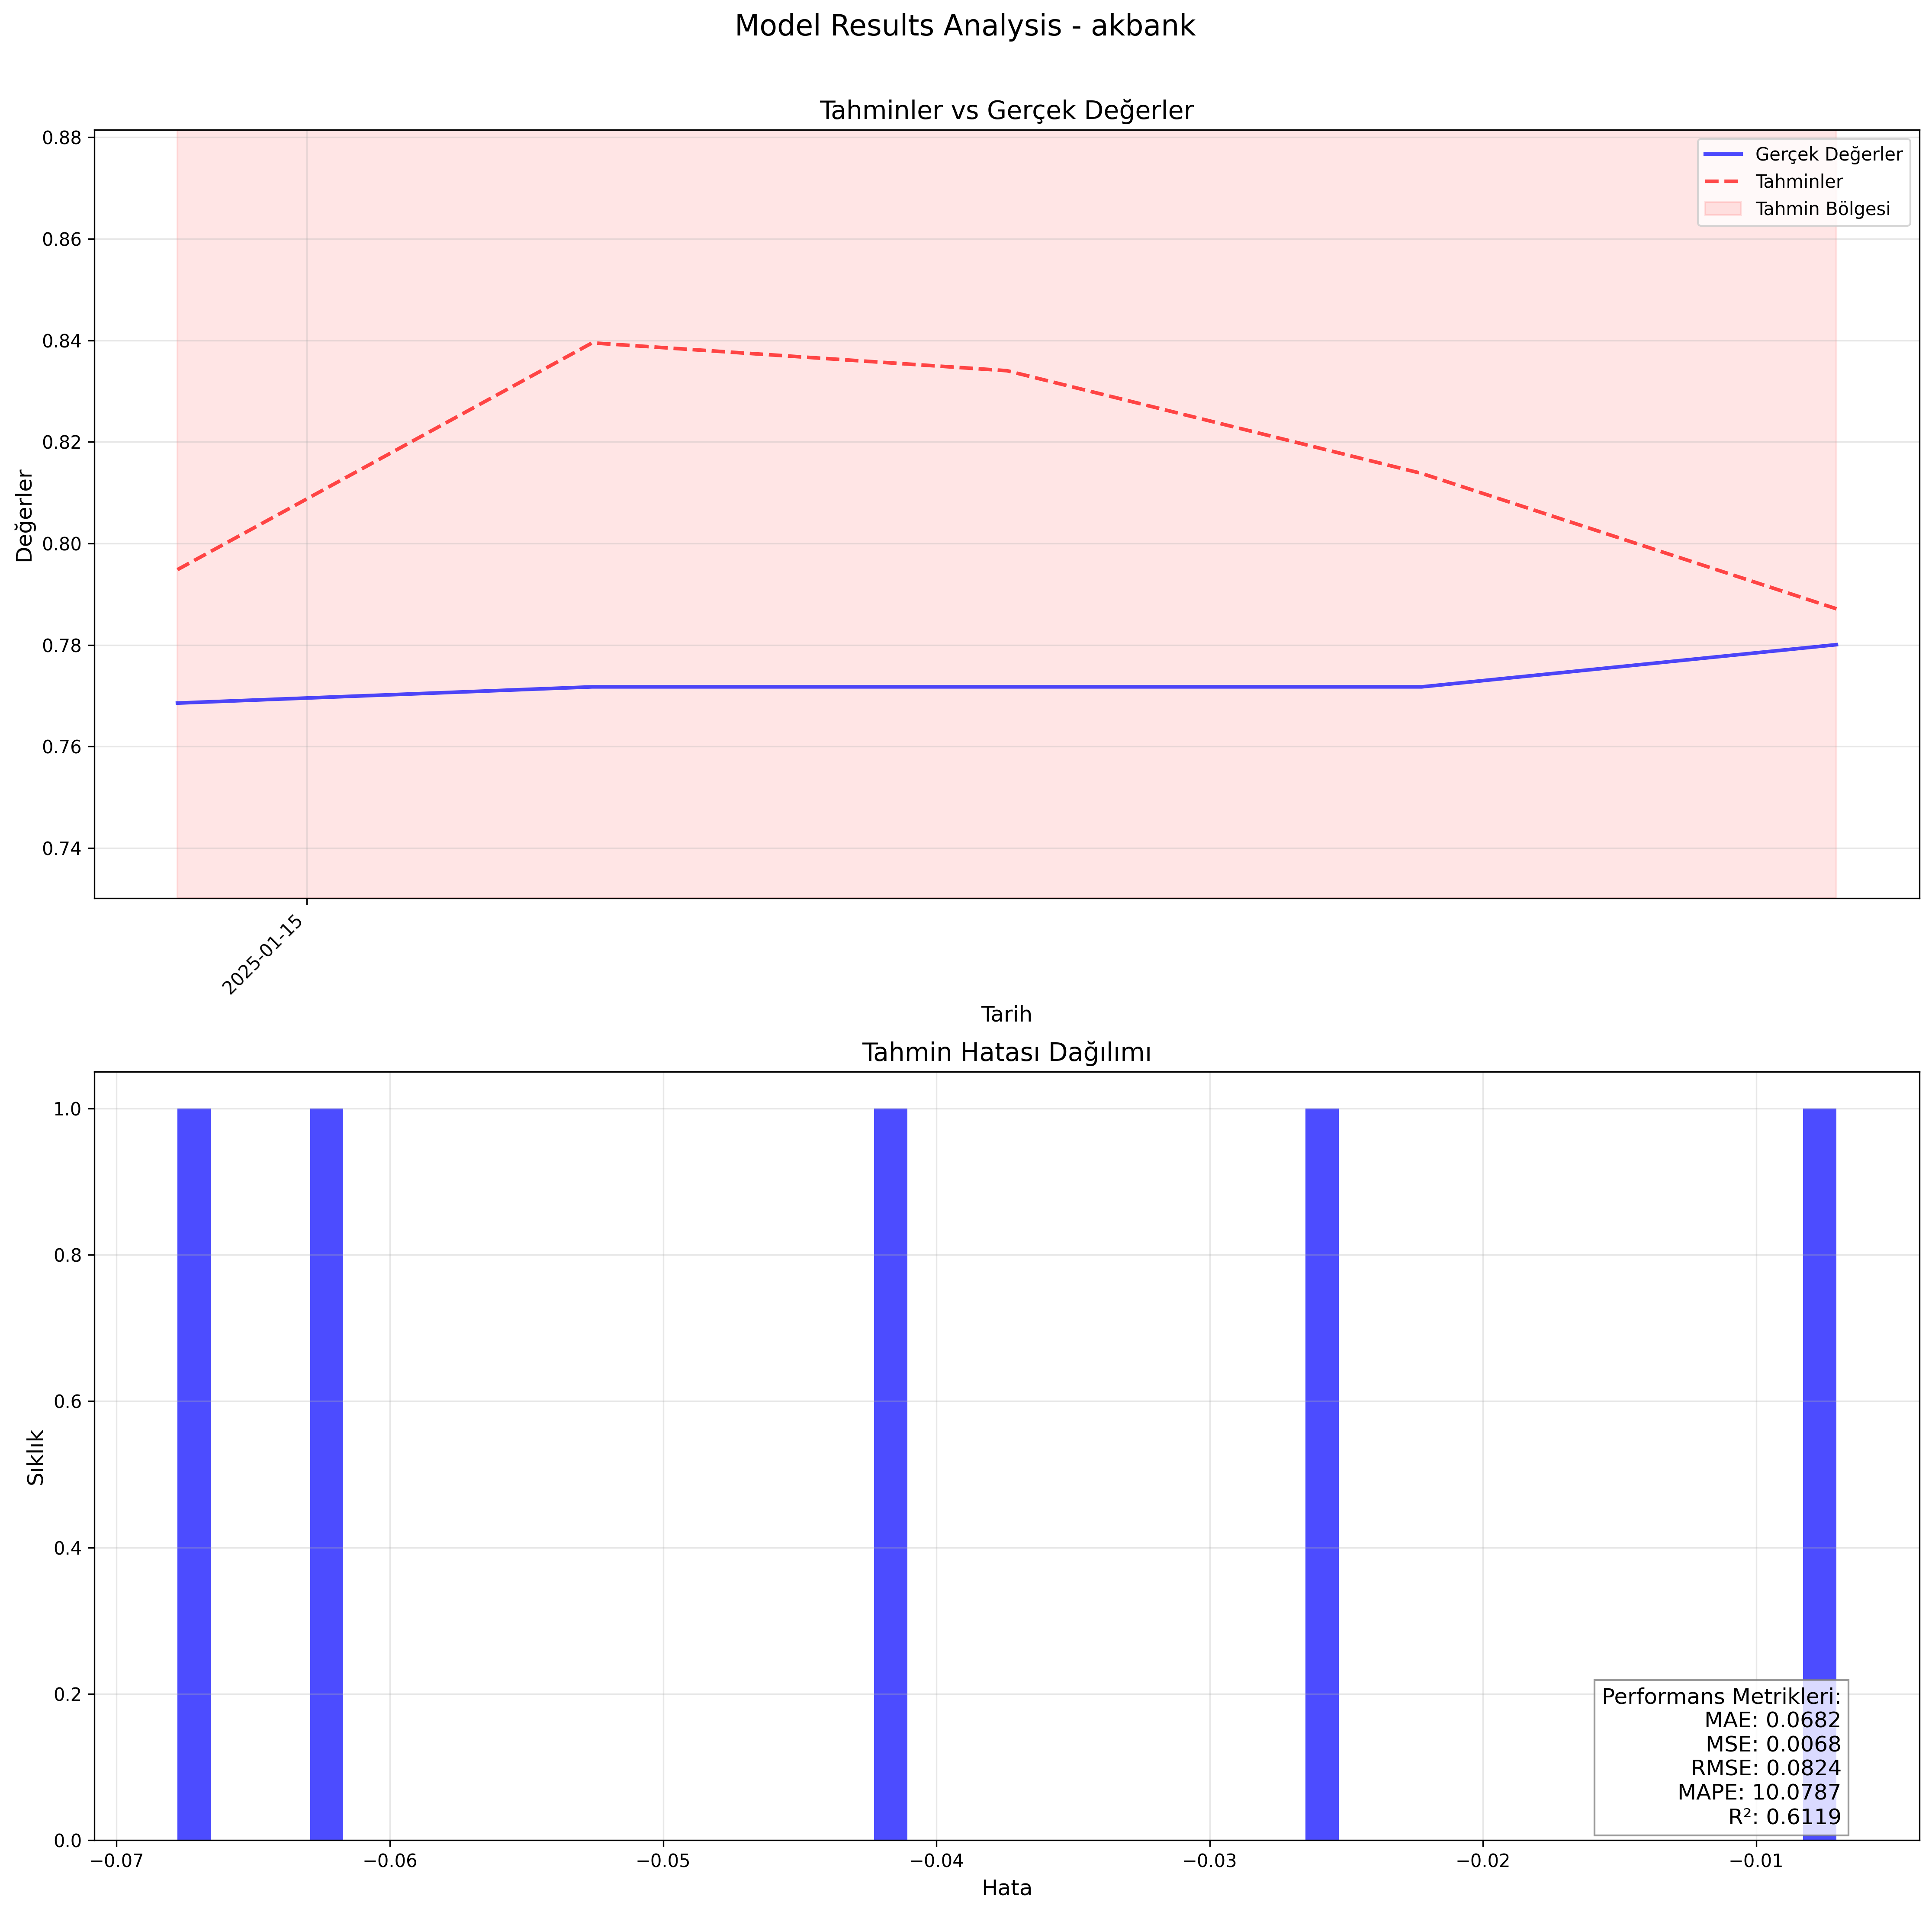 Model Results Analysis - akbank
Tahminler vs Gerçek Değerler
Gerçek Değerler
Tahminler
Tahmin Bölgesi
0.88
0.86
0.84
0.82
0.80
0.78
0.76
0.74
Değerler
2025-01-15
Tarih
Tahmin Hatası Dağılımı
1.0
0.8
0.6
0.4
0.2
0.0
Sıklık
Performans Metrikleri:
MAE: 0.0682
MSE: 0.0068
RMSE: 0.0824
MAPE: 10.0787
R²: 0.6119
−0.07 −0.06 −0.05 −0.04 −0.03 −0.02 −0.01
Hata